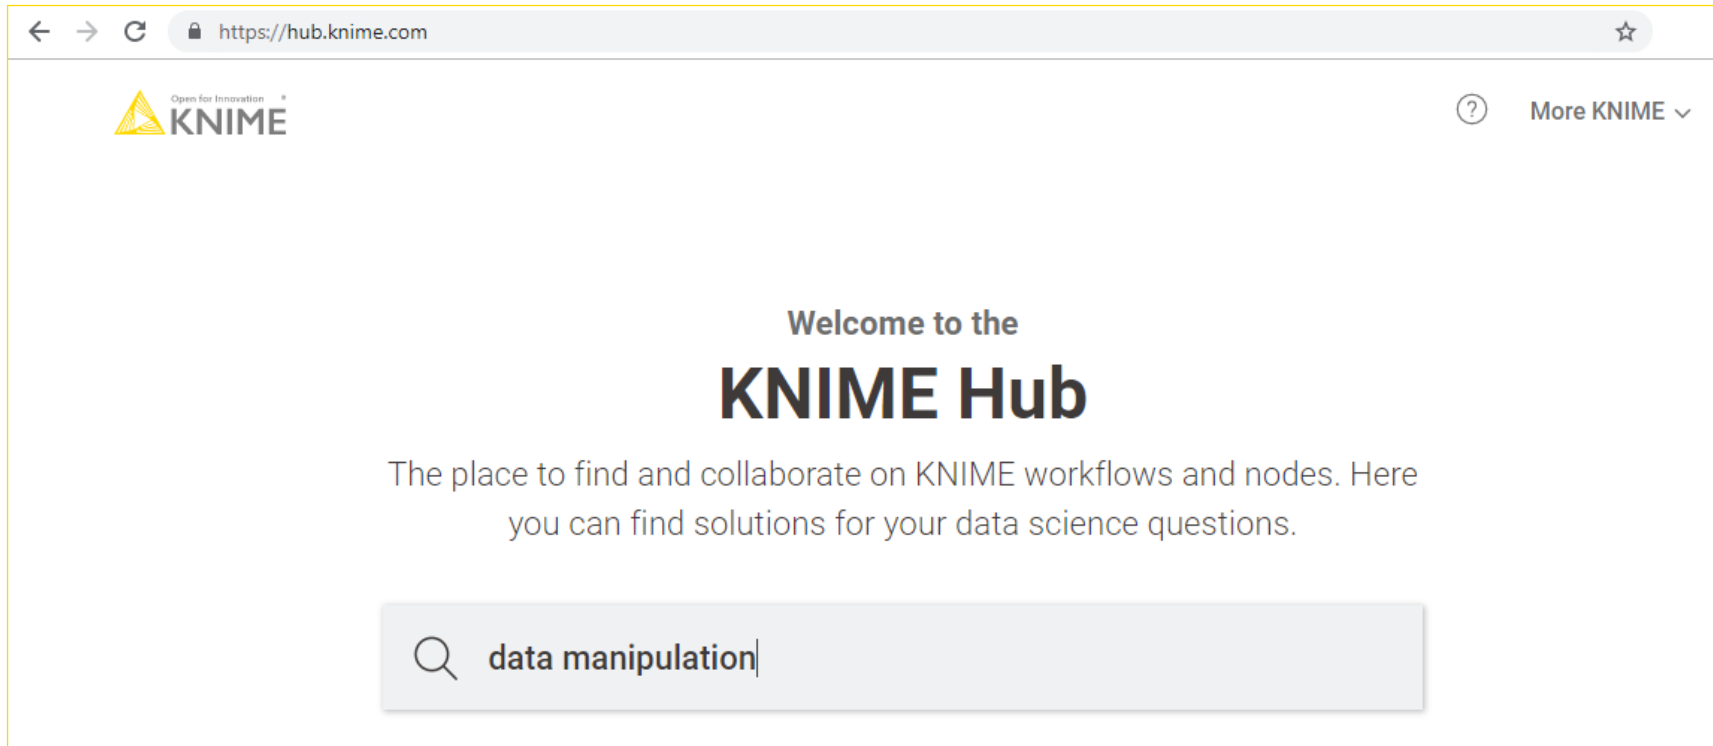 https://hub.knime.com
Open for Innovation ®
KNIME
?
More KNIME
Welcome to the
KNIME Hub
The place to find and collaborate on KNIME workflows and nodes. Here
you can find solutions for your data science questions.
data manipulation